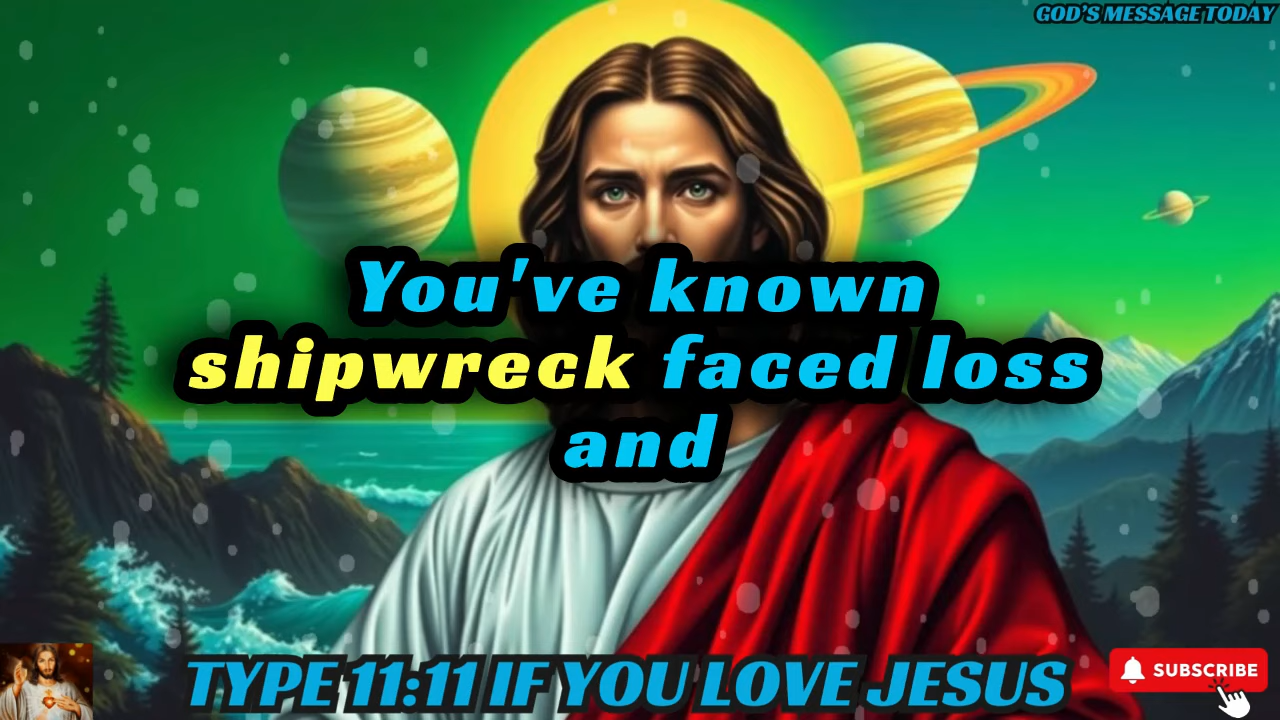 GOD'S MESSAGE TODAY
You've known
shipwreck faced loss
and
TYPE 11:11 IF YOU LOVE JESUS
SUBSCRIBE